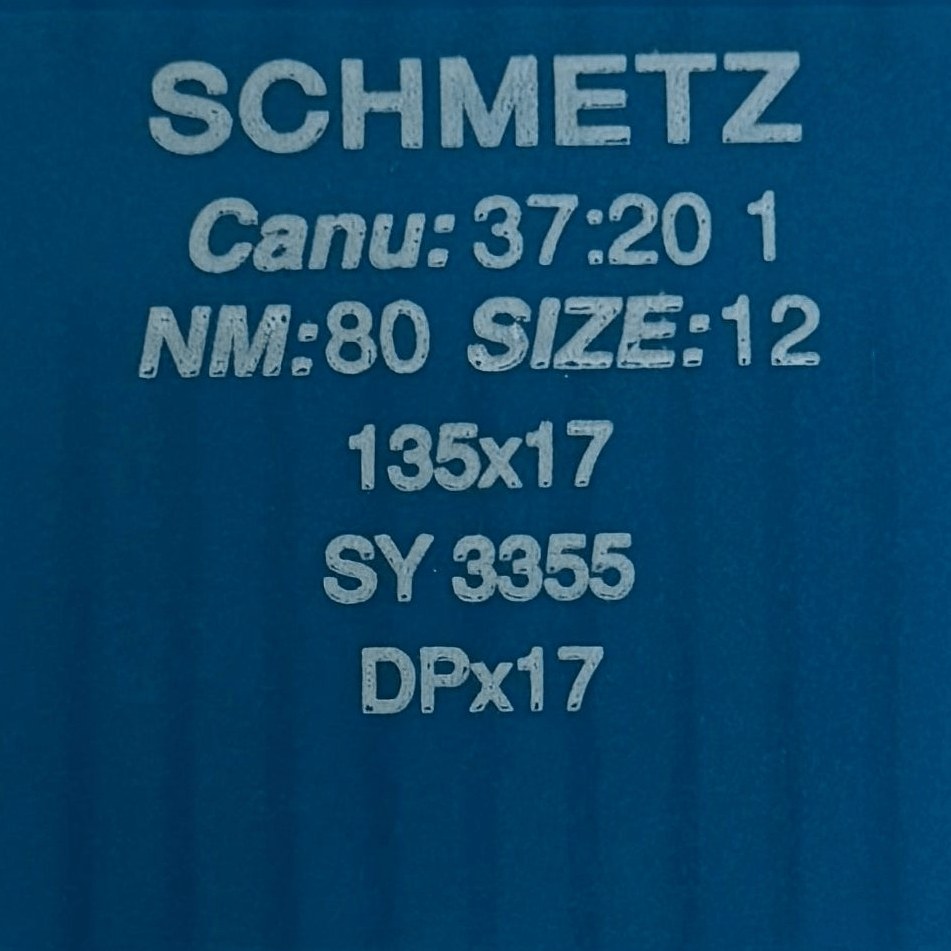 SCHMETZ
Canu: 37:20 1
NM:80 SIZE:12
135x17
SY 3355
DPx17